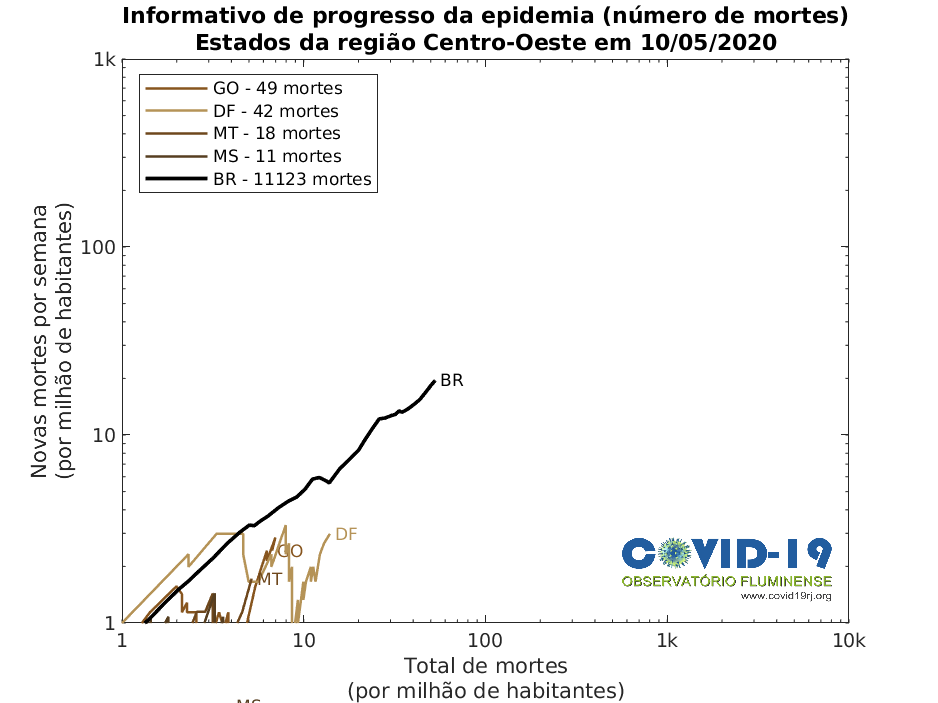 Informativo de progresso da epidemia (número de mortes)
Estados da região Centro-Oeste em 10/05/2020
1k
GO - 49 mortes
DF - 42 mortes
MT - 18 mortes
MS - 11 mortes
BR - 11123 mortes
100
Novas mortes por semana
(por milhão de habitantes)
BR
10
DF
GO
MT
COVID-19
OBSERVATÓRIO FLUMINENSE
www.covid19rj.org
1
1
10
100
1k
10k
Total de mortes
(por milhão de habitantes)
MS